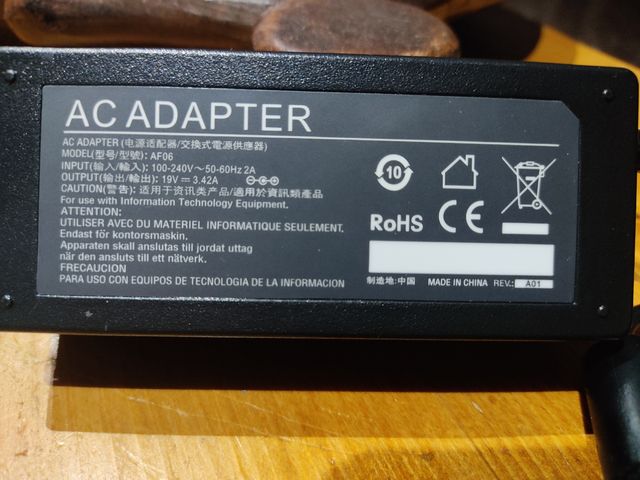 AC ADAPTER
AC ADAPTER (电源适配器/交換式電源供應器)
MODEL(型号/型號): AF06
INPUT(输入/輸入): 100-240V～50-60Hz 2A
OUTPUT(输出/輸出): 19V ⎓ 3.42A
CAUTION(警告): 适用于资讯类产品/適用於資訊類產品
For use with Information Technology Equipment.
ATTENTION:
UTILISER AVEC DU MATERIEL INFORMATIQUE SEULEMENT.
Endast för kontorsmaskin.
Apparaten skall anslutas till jordat uttag
när den ansluts till ett nätverk.
PRECAUCION
PARA USO CON EQUIPOS DE TECNOLOGIA DE LA INFORMACION
10
RoHS CE
制造地:中国 MADE IN CHINA REV.: A01